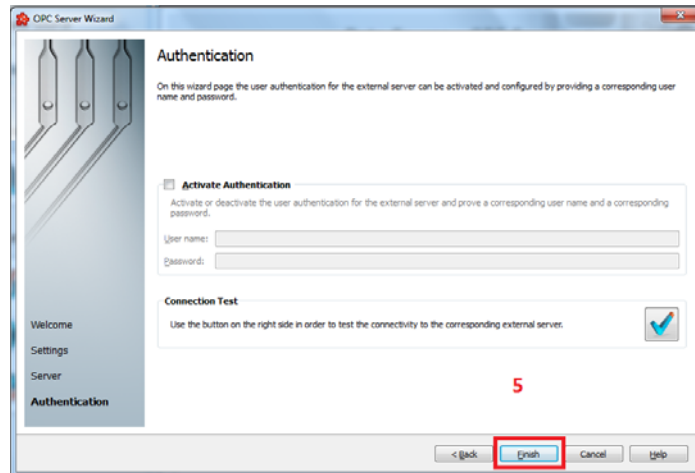 OPC Server Wizard
Authentication
On this wizard page the user authentication for the external server can be activated and configured by providing a corresponding user
name and password.
Activate Authentication
Activate or deactivate the user authentication for the external server and prove a corresponding user name and a corresponding
password.
User name:
Password:
Connection Test
Use the button on the right side in order to test the connectivity to the corresponding external server.
Welcome
Settings
Server
Authentication
5
< Back
Finish
Cancel
Help